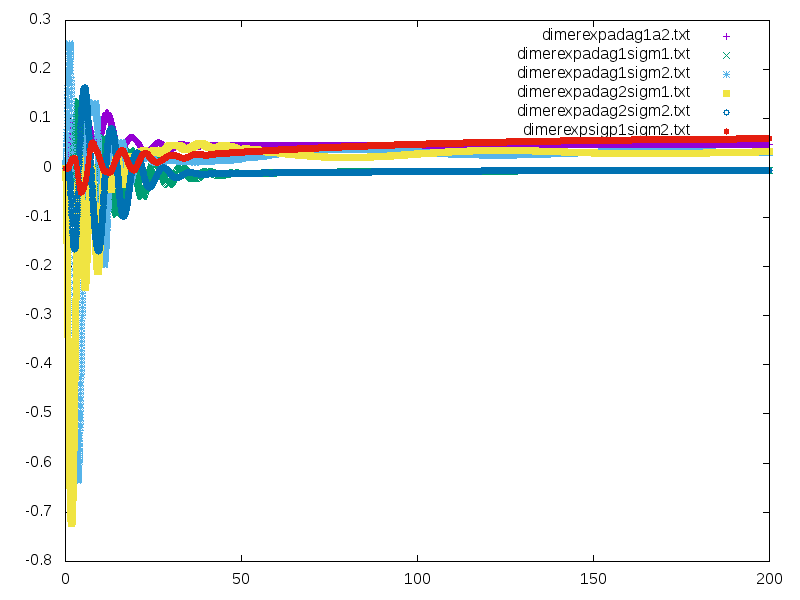 0.3
0.2
0.1
0
-0.1
-0.2
-0.3
-0.4
-0.5
-0.6
-0.7
-0.8
0 50 100 150 200
dimerexpadag1a2.txt
dimerexpadag1sigm1.txt
dimerexpadag1sigm2.txt
dimerexpadag2sigm1.txt
dimerexpadag2sigm2.txt
dimerexpsigp1sigm2.txt